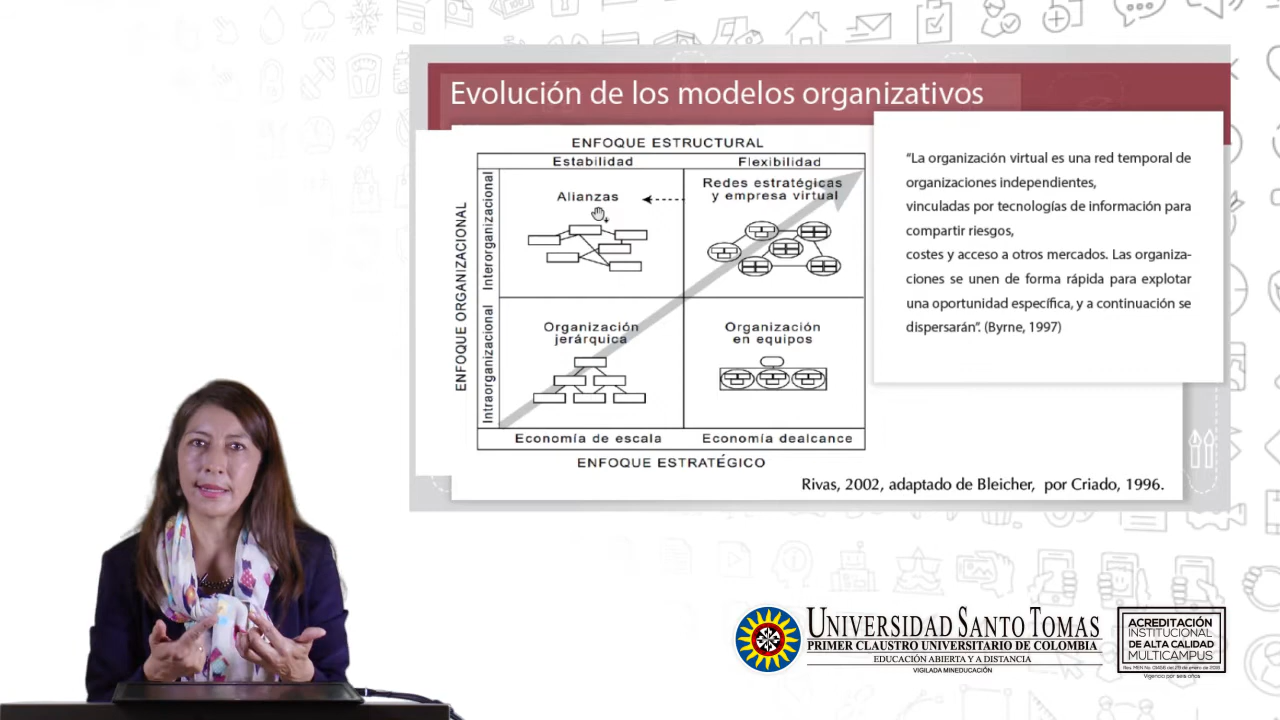 Evolución de los modelos organizativos
ENFOQUE ESTRUCTURAL
Estabilidad
Flexibilidad
ENFOQUE ORGANIZACIONAL
Interorganizacional
Intraorganizacional
Alianzas
Redes estratégicas
y empresa virtual
Organización
jerárquica
Organización
en equipos
Economía de escala
Economía dealcance
ENFOQUE ESTRATÉGICO
“La organización virtual es una red temporal de
organizaciones independientes,
vinculadas por tecnologías de información para
compartir riesgos,
costes y acceso a otros mercados. Las organiza-
ciones se unen de forma rápida para explotar
una oportunidad específica, y a continuación se
dispersarán”. (Byrne, 1997)
Rivas, 2002, adaptado de Bleicher, por Criado, 1996.
UNIVERSIDAD SANTO TOMAS
PRIMER CLAUSTRO UNIVERSITARIO DE COLOMBIA
EDUCACIÓN ABIERTA Y A DISTANCIA
VIGILADA MINEDUCACIÓN
ACREDITACIÓN
INSTITUCIONAL
DE ALTA CALIDAD
MULTICAMPUS
Vigencia por seis años